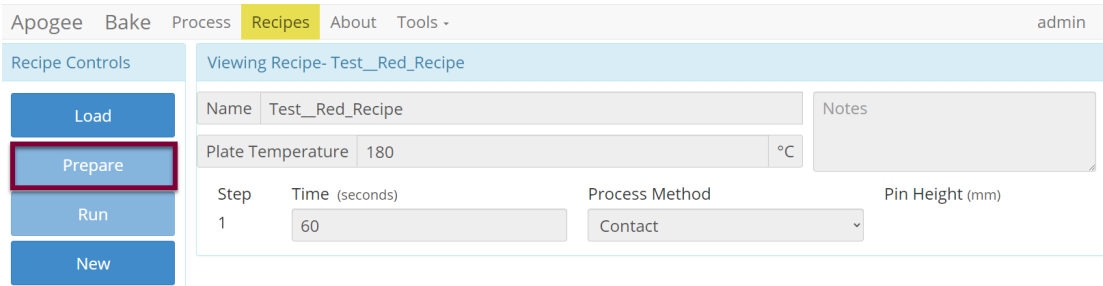 Apogee Bake Process Recipes About Tools admin
Recipe Controls
Viewing Recipe- Test__Red_Recipe
Load
Prepare
Run
New
Name Test__Red_Recipe
Notes
Plate Temperature 180 °C
Step Time (seconds) Process Method Pin Height (mm)
1 60 Contact